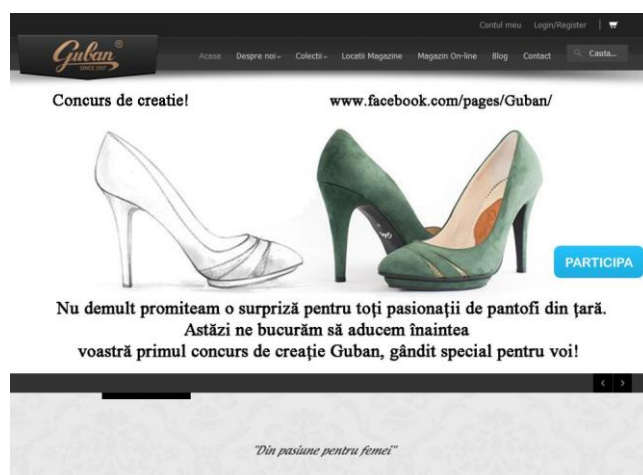 Contul meu Login/Register
Guban®
SINCE 1937
Acasa Despre noi Colectii Locatii Magazine Magazin On-line Blog Contact Cauta...
Concurs de creatie! www.facebook.com/pages/Guban/
PARTICIPA
Nu demult promiteam o surpriză pentru toți pasionații de pantofi din țară.
Astăzi ne bucurăm să aducem înaintea
voastră primul concurs de creație Guban, gândit special pentru voi!
"Din pasiune pentru femei"